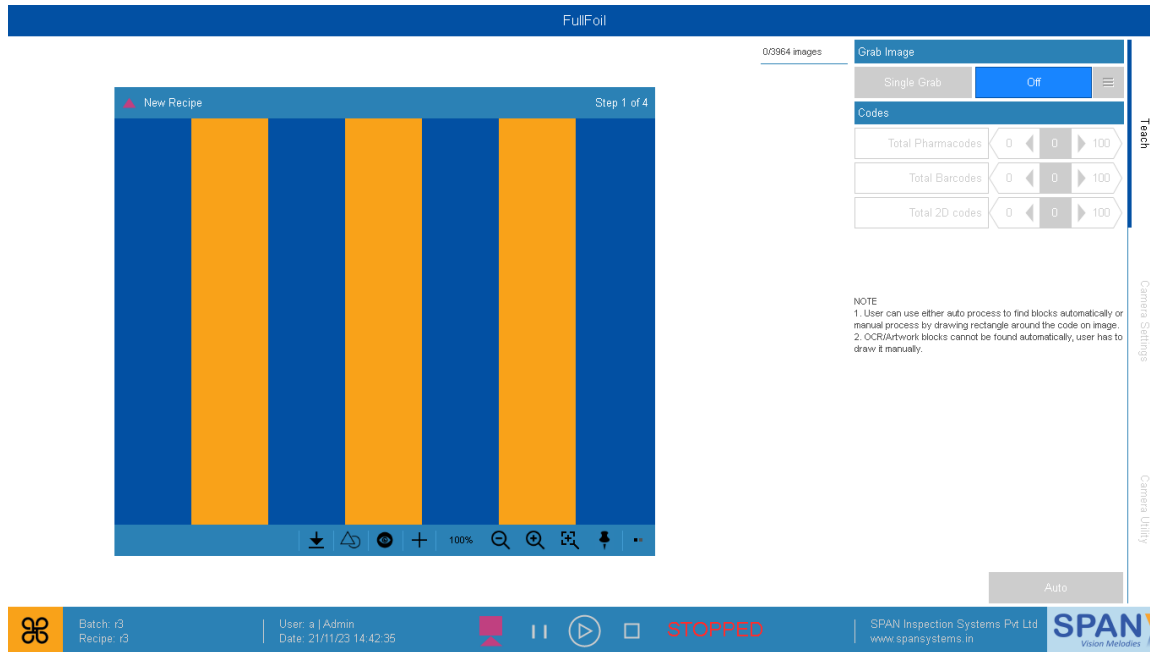 FullFoil
0/3964 images
Grab Image
Single Grab
Off
New Recipe
Step 1 of 4
Codes
Total Pharmacodes 0 0 100
Total Barcodes 0 0 100
Total 2D codes 0 0 100
NOTE
1. User can use either auto process to find blocks automatically or
manual process by drawing rectangle around the code on image.
2. OCR/Artwork blocks cannot be found automatically, user has to
draw it manually.
Teach
Camera Settings
Camera Utility
100%
Auto
Batch: r3
Recipe: r3
User: a | Admin
Date: 21/11/23 14:42:35
STOPPED
SPAN Inspection Systems Pvt Ltd
www.spansystems.in
SPAN
Vision Melodies